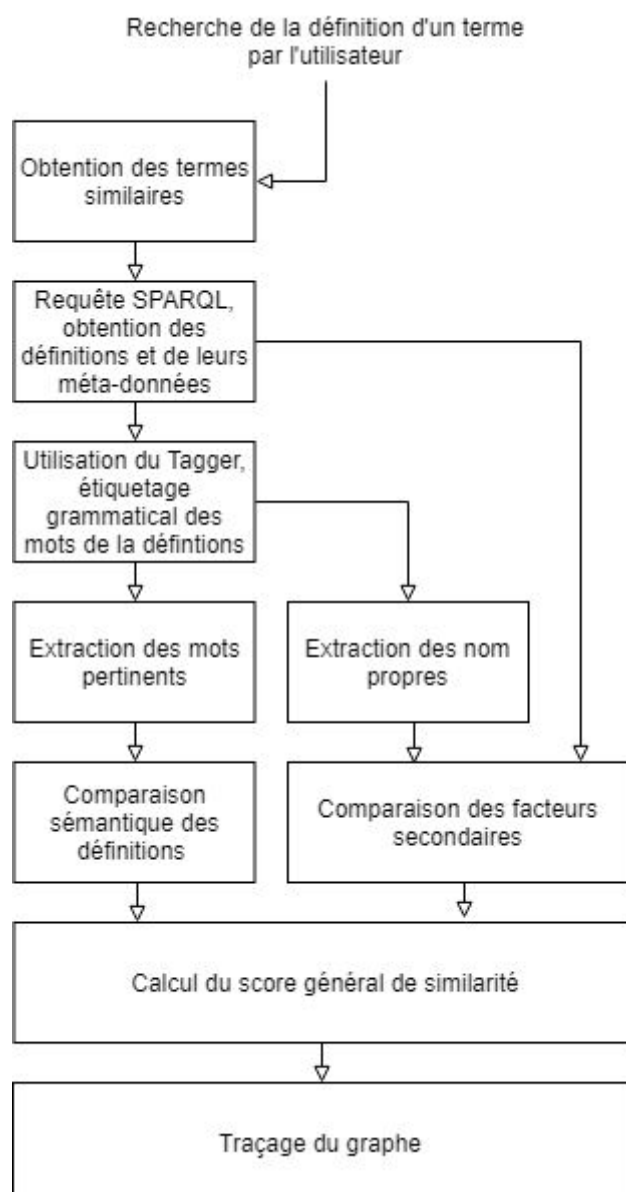 Recherche de la définition d'un terme
par l'utilisateur
Obtention des termes
similaires
Requête SPARQL,
obtention des
définitions et de leurs
méta-données
Utilisation du Tagger,
étiquetage
grammatical des
mots de la défintions
Extraction des mots
pertinents
Extraction des nom
propres
Comparaison
sémantique des
définitions
Comparaison des facteurs
secondaires
Calcul du score général de similarité
Traçage du graphe